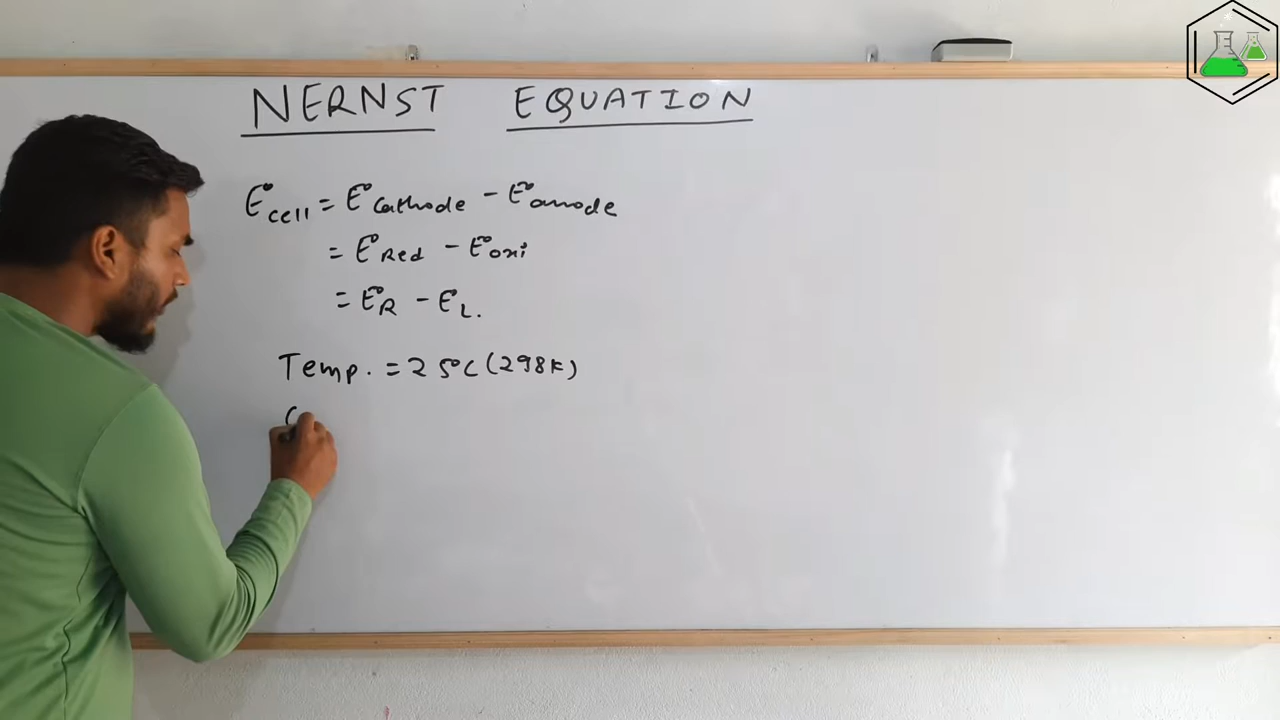 NERNST EQUATION
E°cell = E°Cathode - E°anode
= E°Red - E°oxi
= E°R - E°L.
Temp. = 25°C (298K)
C